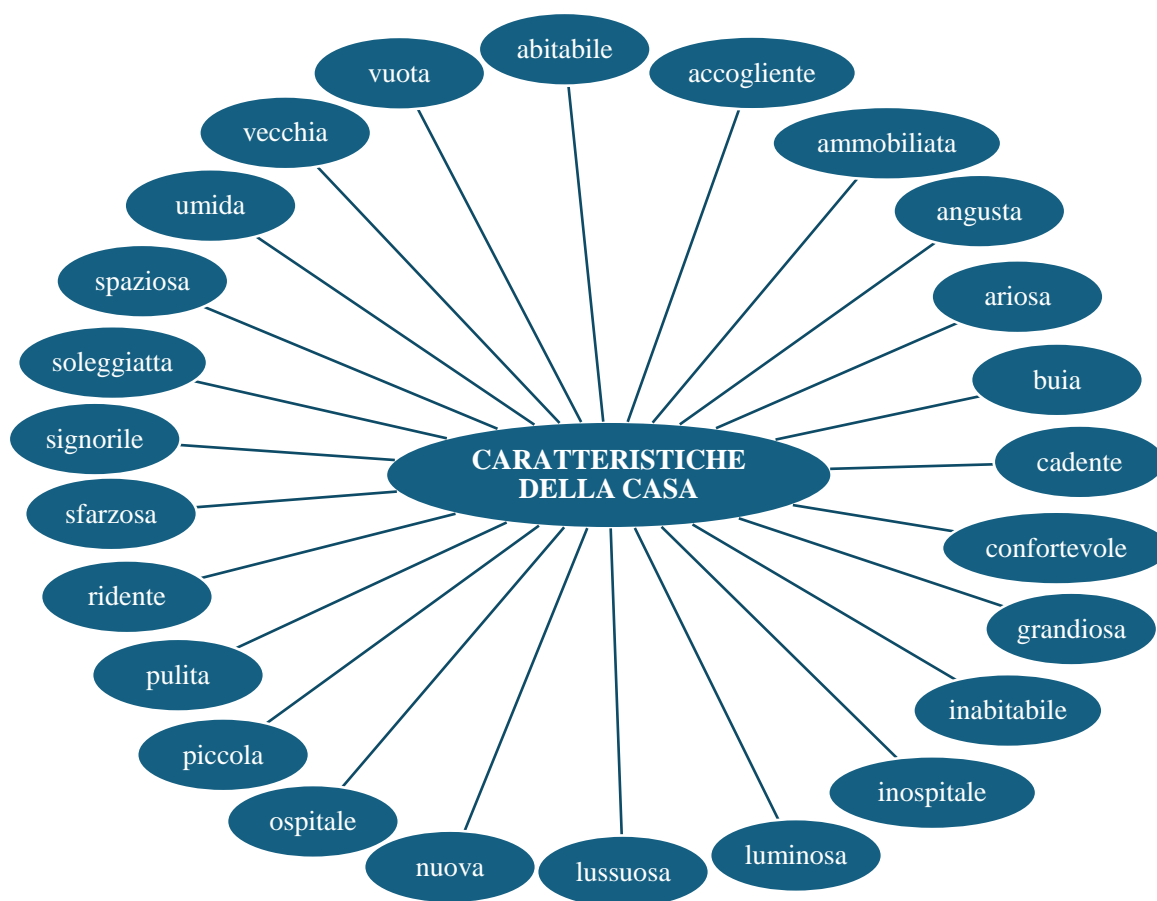 abitabile
accogliente
ammobiliata
angusta
ariosa
buia
cadente
confortevole
grandiosa
inabitabile
inospitale
luminosa
lussuosa
nuova
ospitale
piccola
pulita
ridente
sfarzosa
signorile
soleggiatta
spaziosa
umida
vecchia
vuota
CARATTERISTICHE
DELLA CASA